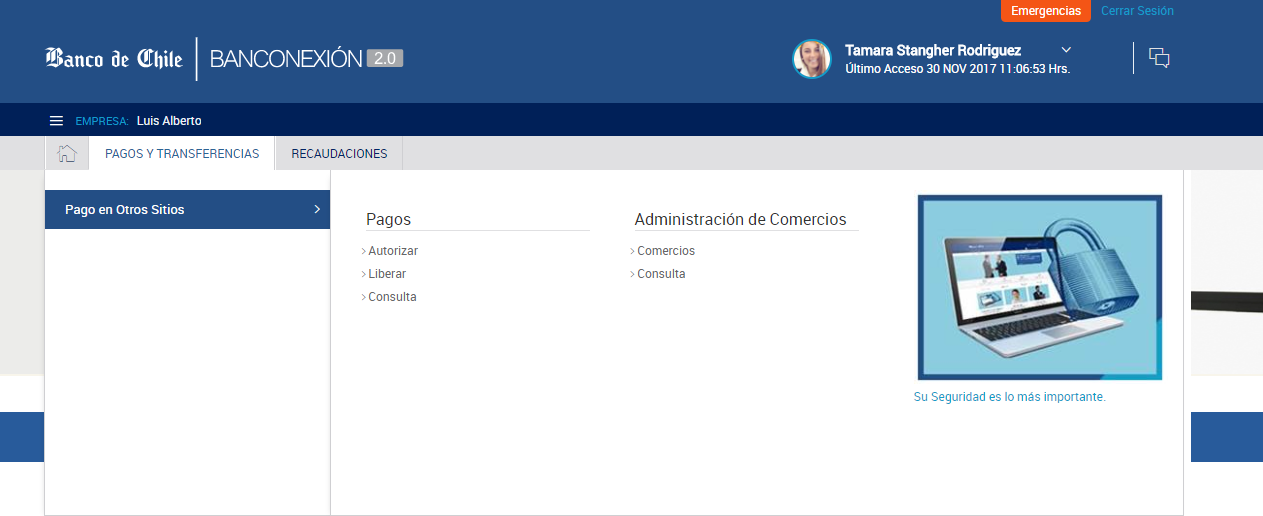 Emergencias
Cerrar Sesión
Banco de Chile
BANCONEXIÓN 2.0
Tamara Stangher Rodriguez
Último Acceso 30 NOV 2017 11:06:53 Hrs.
EMPRESA: Luis Alberto
PAGOS Y TRANSFERENCIAS
RECAUDACIONES
Pago en Otros Sitios
Pagos
Autorizar
Liberar
Consulta
Administración de Comercios
Comercios
Consulta
Su Seguridad es lo más importante.